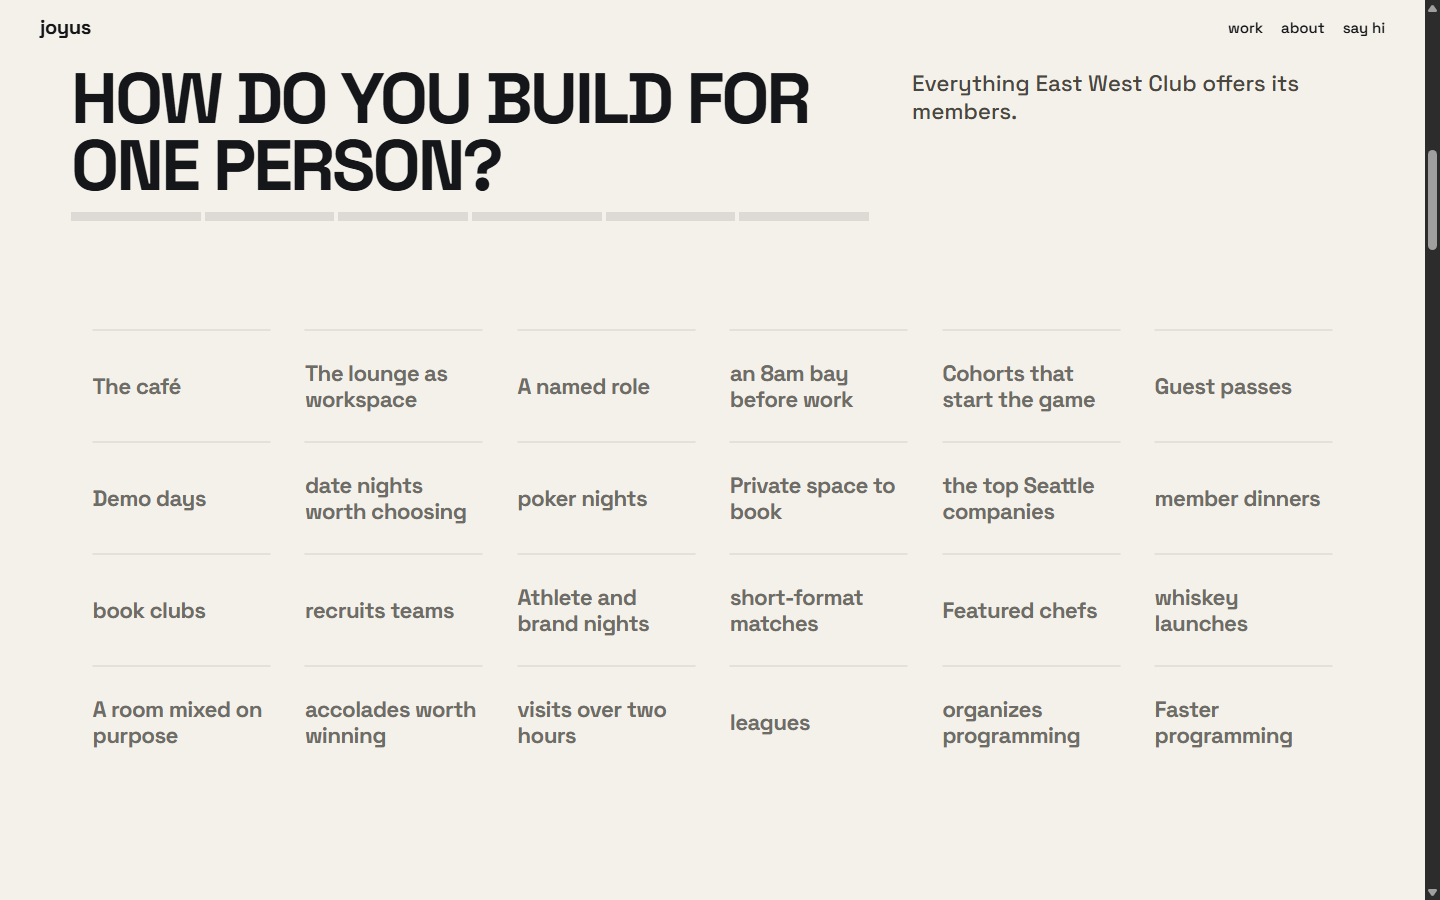 joyus
work about say hi
HOW DO YOU BUILD FOR
ONE PERSON?
Everything East West Club offers its
members.
The café
The lounge as
workspace
A named role
an 8am bay
before work
Cohorts that
start the game
Guest passes
Demo days
date nights
worth choosing
poker nights
Private space to
book
the top Seattle
companies
member dinners
book clubs
recruits teams
Athlete and
brand nights
short-format
matches
Featured chefs
whiskey
launches
A room mixed on
purpose
accolades worth
winning
visits over two
hours
leagues
organizes
programming
Faster
programming